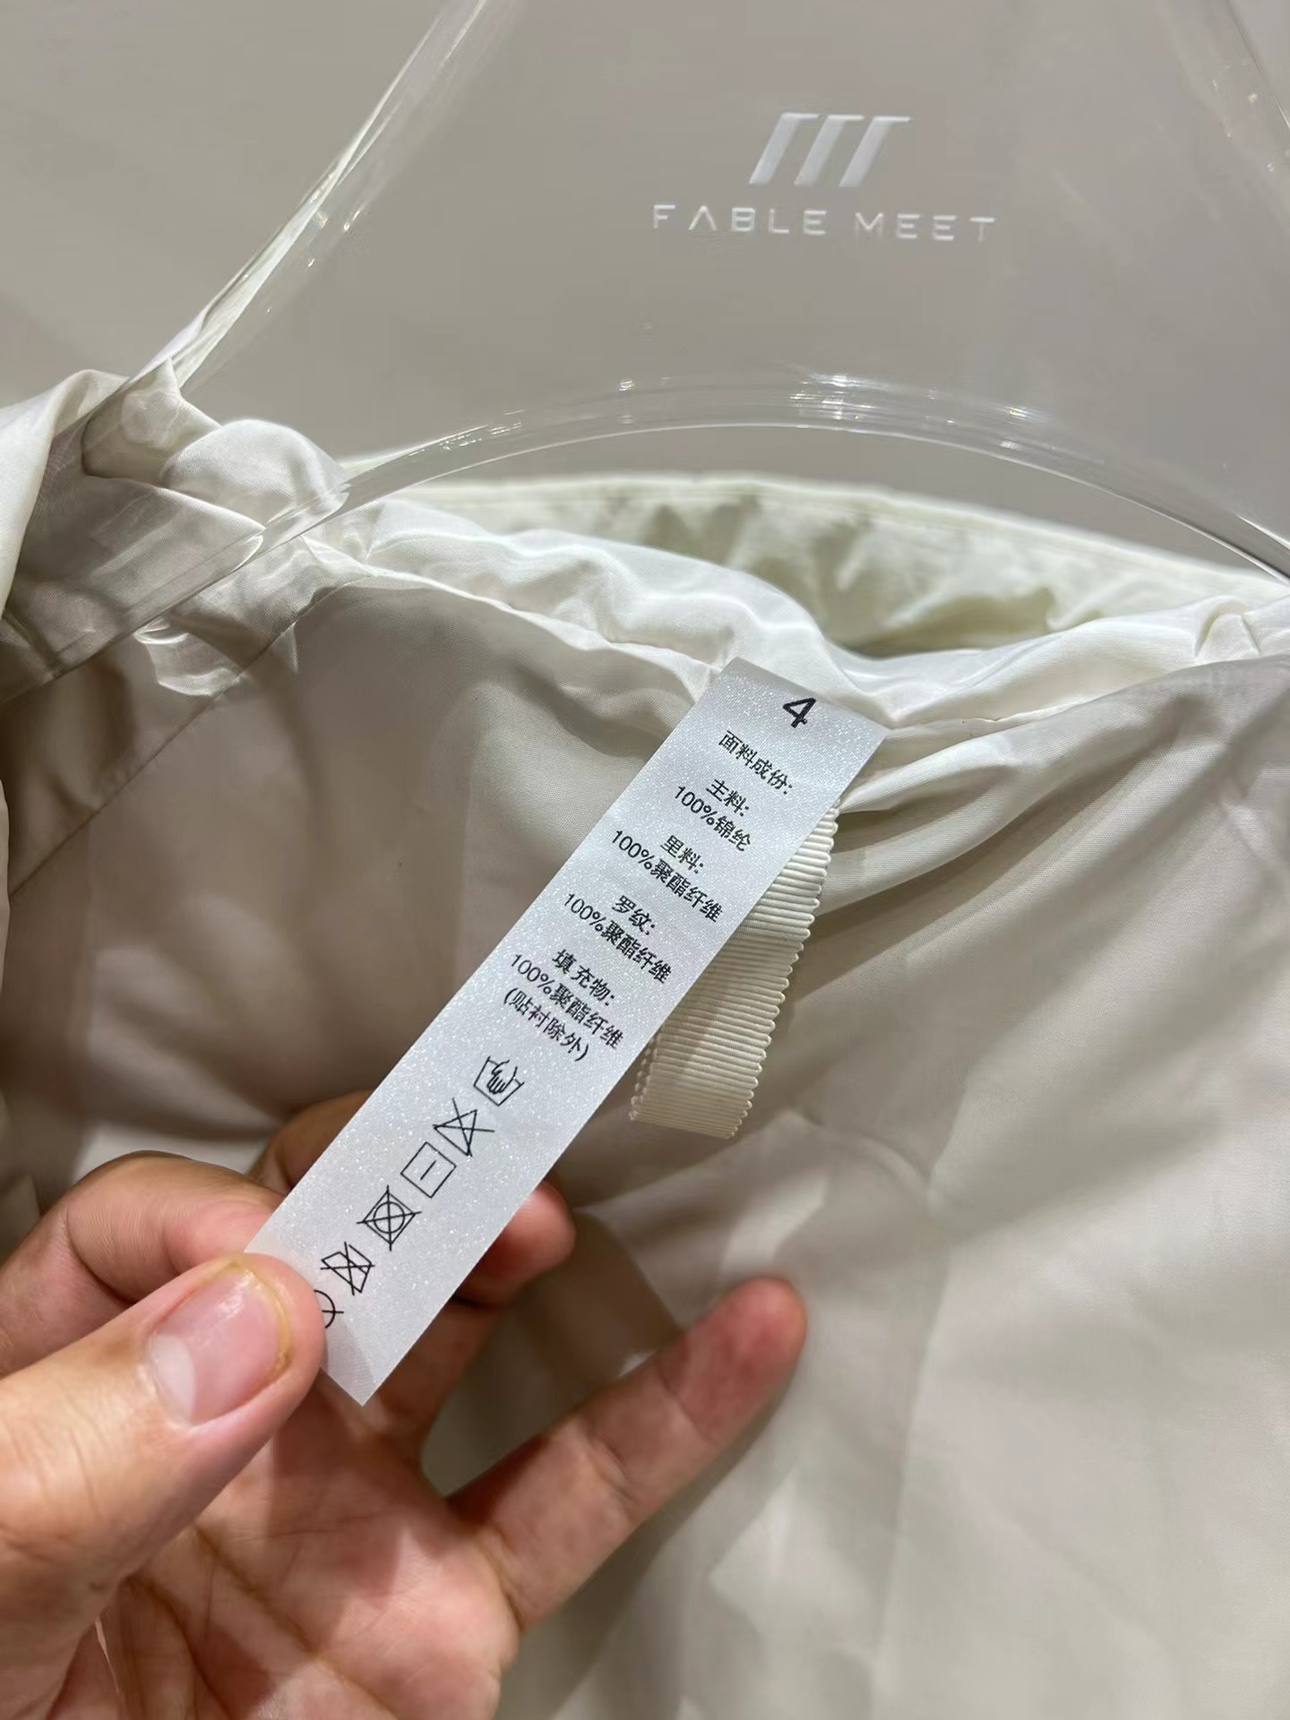 FABLE MEET
4
面料成份:
主料:
100%锦纶
里料:
100%聚酯纤维
罗纹:
100%聚酯纤维
填充物:
100%聚酯纤维
(贴衬除外)